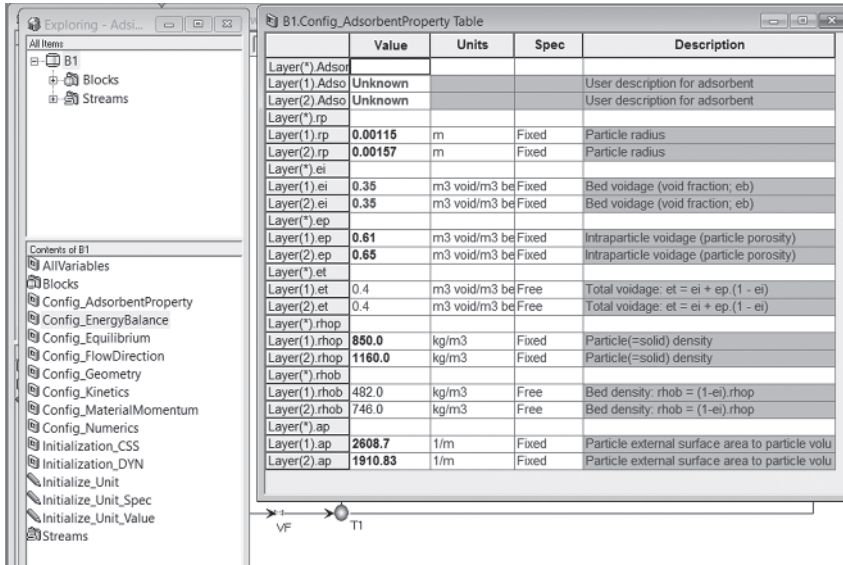 Exploring - Adsi...
All Items
B1
Blocks
Streams
Contents of B1
AllVariables
Blocks
Config_AdsorbentProperty
Config_EnergyBalance
Config_Equilibrium
Config_FlowDirection
Config_Geometry
Config_Kinetics
Config_MaterialMomentum
Config_Numerics
Initialization_CSS
Initialization_DYN
Initialize_Unit
Initialize_Unit_Spec
Initialize_Unit_Value
Streams
B1.Config_AdsorbentProperty Table
Value Units Spec Description
Layer(*).Adsor
Layer(1).Adso Unknown User description for adsorbent
Layer(2).Adso Unknown User description for adsorbent
Layer(*).rp
Layer(1).rp 0.00115 m Fixed Particle radius
Layer(2).rp 0.00157 m Fixed Particle radius
Layer(*).ei
Layer(1).ei 0.35 m3 void/m3 be Fixed Bed voidage (void fraction; eb)
Layer(2).ei 0.35 m3 void/m3 be Fixed Bed voidage (void fraction; eb)
Layer(*).ep
Layer(1).ep 0.61 m3 void/m3 be Fixed Intraparticle voidage (particle porosity)
Layer(2).ep 0.65 m3 void/m3 be Fixed Intraparticle voidage (particle porosity)
Layer(*).et
Layer(1).et 0.4 m3 void/m3 be Free Total voidage: et = ei + ep.(1 - ei)
Layer(2).et 0.4 m3 void/m3 be Free Total voidage: et = ei + ep.(1 - ei)
Layer(*).rhop
Layer(1).rhop 850.0 kg/m3 Fixed Particle(=solid) density
Layer(2).rhop 1160.0 kg/m3 Fixed Particle(=solid) density
Layer(*).rhob
Layer(1).rhob 482.0 kg/m3 Free Bed density: rhob = (1-ei).rhop
Layer(2).rhob 746.0 kg/m3 Free Bed density: rhob = (1-ei).rhop
Layer(*).ap
Layer(1).ap 2608.7 1/m Fixed Particle external surface area to particle volu
Layer(2).ap 1910.83 1/m Fixed Particle external surface area to particle volu
VF T1